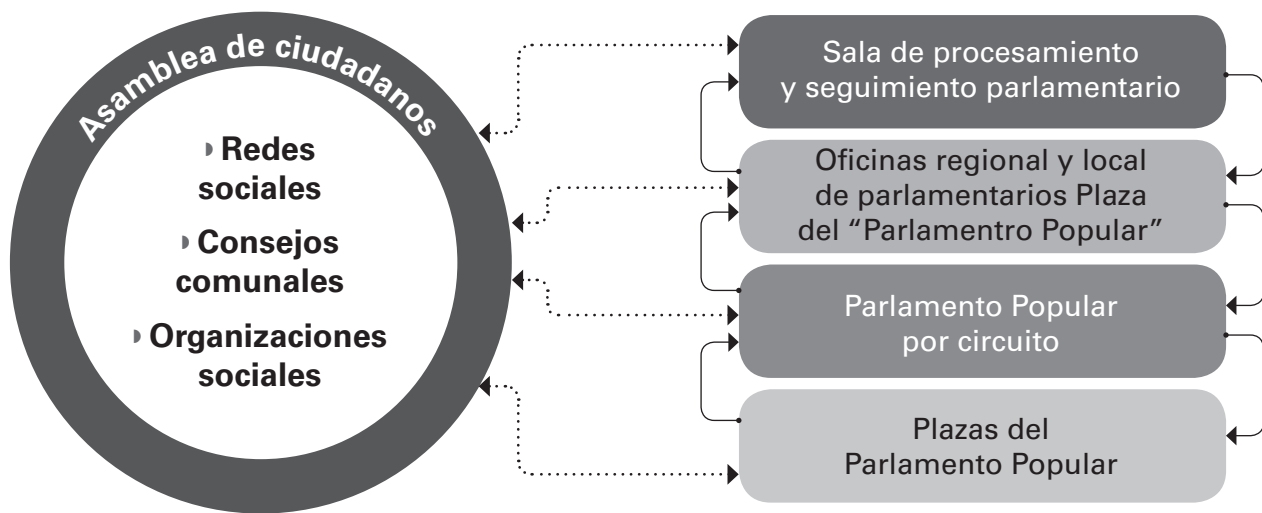 Asamblea de ciudadanos
Redes
sociales
Consejos
comunales
Organizaciones
sociales
Sala de procesamiento
y seguimiento parlamentario
Oficinas regional y local
de parlamentarios Plaza
del “Parlamentro Popular”
Parlamento Popular
por circuito
Plazas del
Parlamento Popular